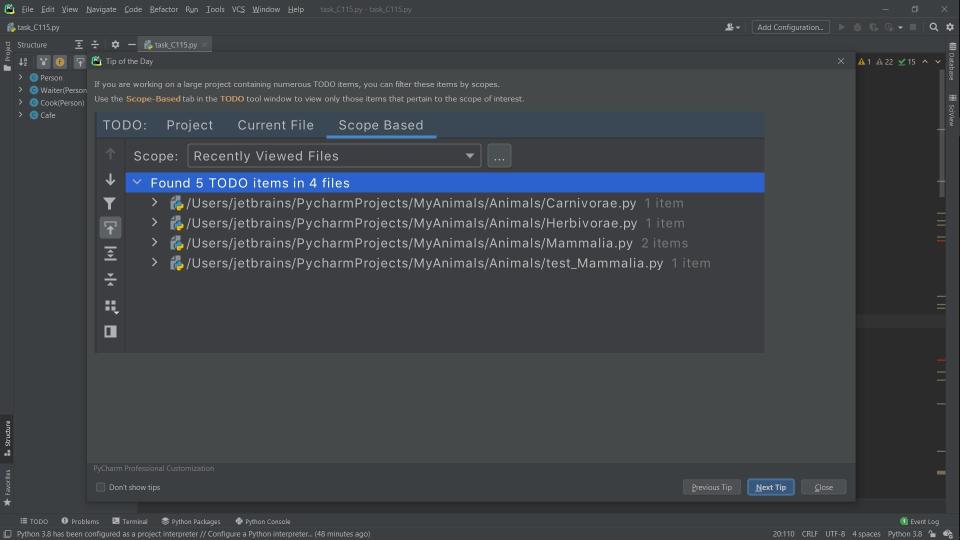 File Edit View Navigate Code Refactor Run Tools VCS Window Help task_C115.py - task_C115.py
task_C115.py
Add Configuration...
Project
Structure
task_C115.py
Person
Waiter(Person
Cook(Person)
Cafe
Tip of the Day
If you are working on a large project containing numerous TODO items, you can filter these items by scopes.
Use the Scope-Based tab in the TODO tool window to view only those items that pertain to the scope of interest.
TODO: Project Current File Scope Based
Scope: Recently Viewed Files ...
Found 5 TODO items in 4 files
/Users/jetbrains/PycharmProjects/MyAnimals/Animals/Carnivorae.py 1 item
/Users/jetbrains/PycharmProjects/MyAnimals/Animals/Herbivorae.py 1 item
/Users/jetbrains/PycharmProjects/MyAnimals/Animals/Mammalia.py 2 items
/Users/jetbrains/PycharmProjects/MyAnimals/Animals/test_Mammalia.py 1 item
PyCharm Professional Customization
Don't show tips
Previous Tip Next Tip Close
1 22 15
Database
SciView
Structure
Favorites
TODO Problems Terminal Python Packages Python Console 1 Event Log
Python 3.8 has been configured as a project interpreter // Configure a Python interpreter... (48 minutes ago) 20:110 CRLF UTF-8 4 spaces Python 3.8